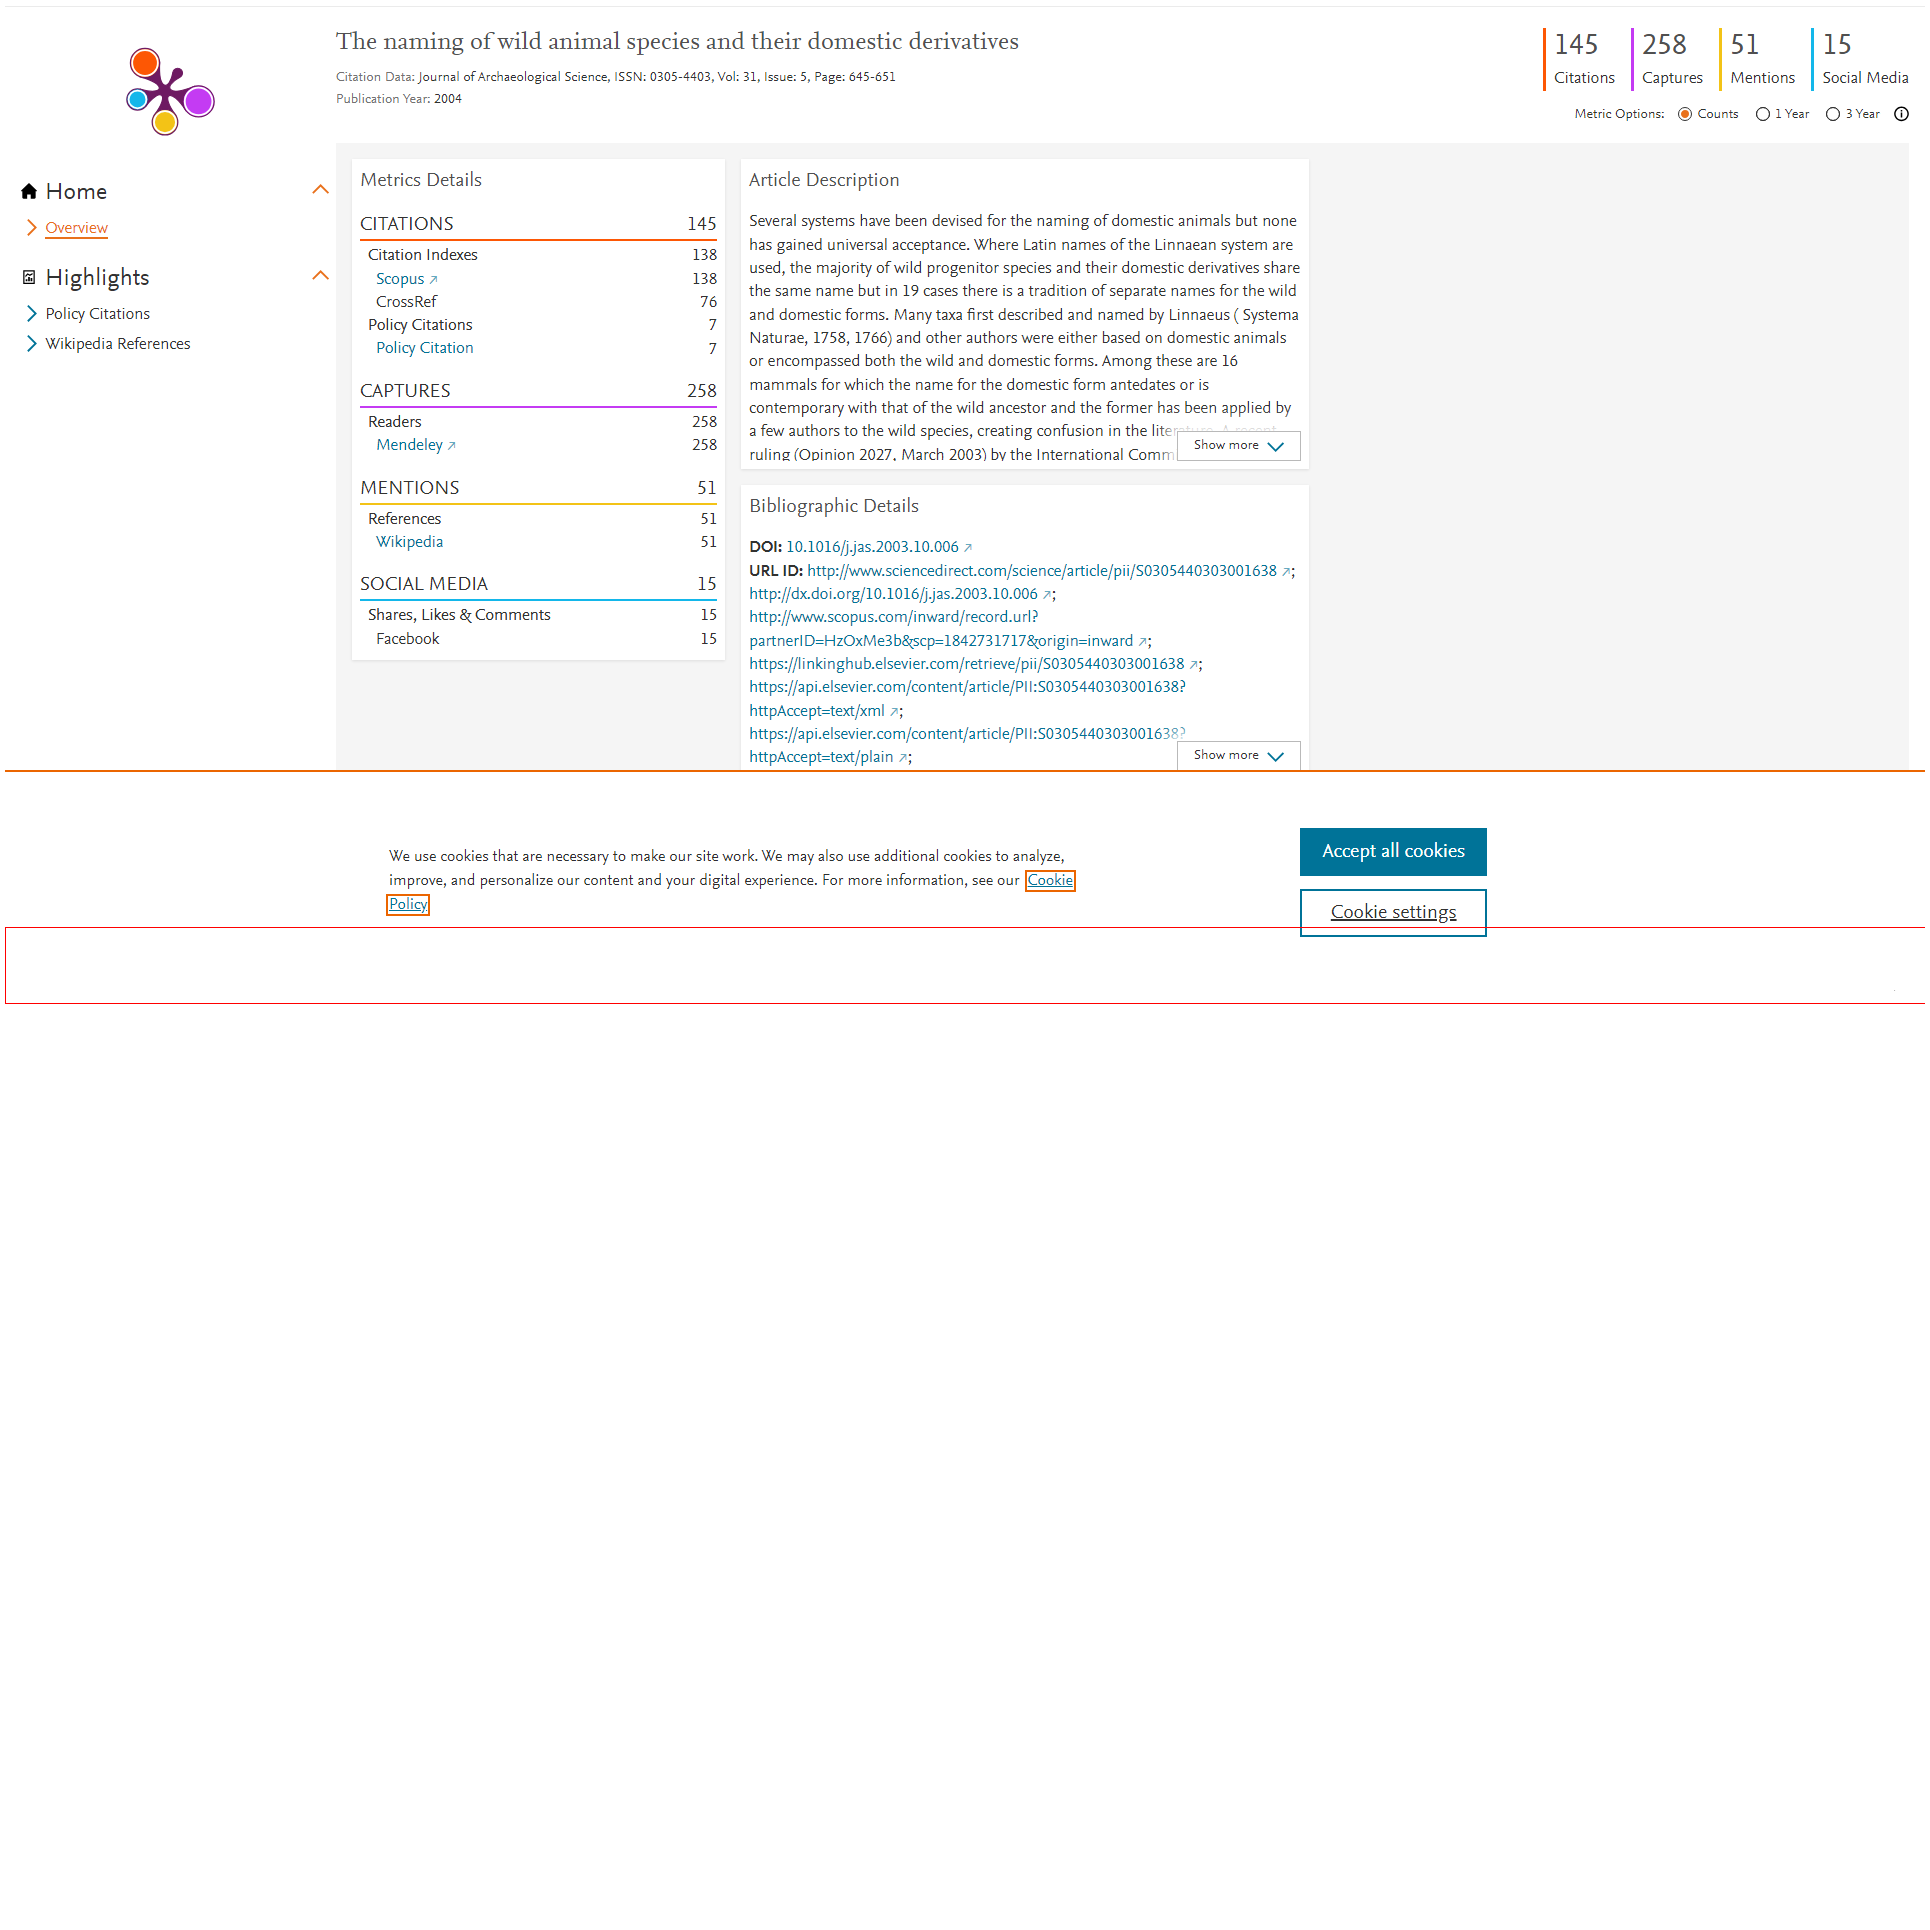 The naming of wild animal species and their domestic derivatives
Citation Data: Journal of Archaeological Science, ISSN: 0305-4403, Vol: 31, Issue: 5, Page: 645-651
Publication Year: 2004
145 Citations
258 Captures
51 Mentions
15 Social Media
Metric Options: Counts 1 Year 3 Year
Home
Overview
Highlights
Policy Citations
Wikipedia References
Metrics Details
CITATIONS 145
Citation Indexes 138
Scopus 138
CrossRef 76
Policy Citations 7
Policy Citation 7
CAPTURES 258
Readers 258
Mendeley 258
MENTIONS 51
References 51
Wikipedia 51
SOCIAL MEDIA 15
Shares, Likes & Comments 15
Facebook 15
Article Description
Several systems have been devised for the naming of domestic animals but none
has gained universal acceptance. Where Latin names of the Linnaean system are
used, the majority of wild progenitor species and their domestic derivatives share
the same name but in 19 cases there is a tradition of separate names for the wild
and domestic forms. Many taxa first described and named by Linnaeus ( Systema
Naturae, 1758, 1766) and other authors were either based on domestic animals
or encompassed both the wild and domestic forms. Among these are 16
mammals for which the name for the domestic form antedates or is
contemporary with that of the wild ancestor and the former has been applied by
a few authors to the wild species, creating confusion in the literature. A recent
ruling (Opinion 2027, March 2003) by the International Comm
Show more
Bibliographic Details
DOI: 10.1016/j.jas.2003.10.006
URL ID: http://www.sciencedirect.com/science/article/pii/S0305440303001638;
http://dx.doi.org/10.1016/j.jas.2003.10.006;
http://www.scopus.com/inward/record.url?
partnerID=HzOxMe3b&scp=1842731717&origin=inward;
https://linkinghub.elsevier.com/retrieve/pii/S0305440303001638;
https://api.elsevier.com/content/article/PII:S0305440303001638?
httpAccept=text/xml;
https://api.elsevier.com/content/article/PII:S0305440303001638?
httpAccept=text/plain;
Show more
We use cookies that are necessary to make our site work. We may also use additional cookies to analyze,
improve, and personalize our content and your digital experience. For more information, see our Cookie
Policy
Accept all cookies
Cookie settings